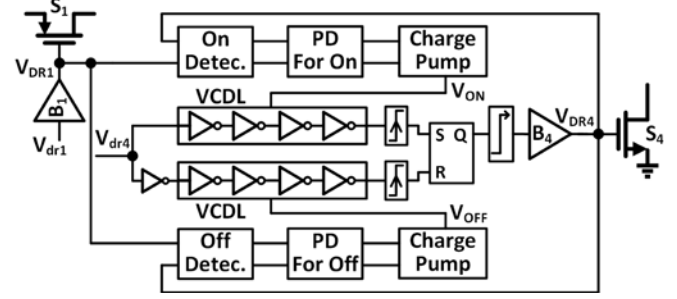 S1
On Detec.
PD For On
Charge Pump
VDR1
B1
VCDL
VON
Vdr1
Vdr4
S Q
R
B4
VDR4
S4
VCDL
VOFF
Off Detec.
PD For Off
Charge Pump